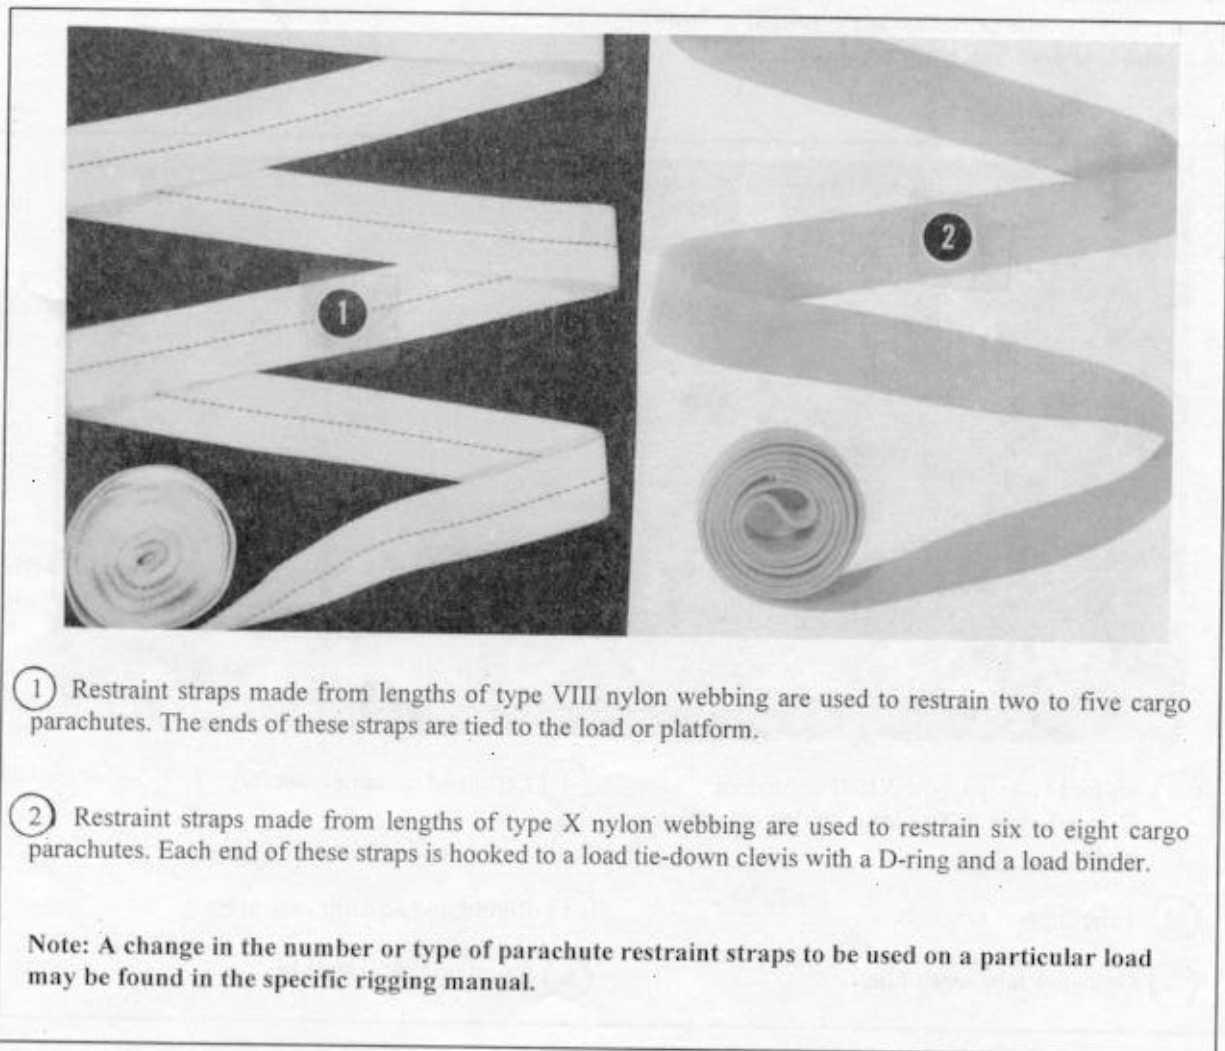 1
2
1 Restraint straps made from lengths of type VIII nylon webbing are used to restrain two to five cargo
parachutes. The ends of these straps are tied to the load or platform.
2 Restraint straps made from lengths of type X nylon webbing are used to restrain six to eight cargo
parachutes. Each end of these straps is hooked to a load tie-down clevis with a D-ring and a load binder.
Note: A change in the number or type of parachute restraint straps to be used on a particular load
may be found in the specific rigging manual.